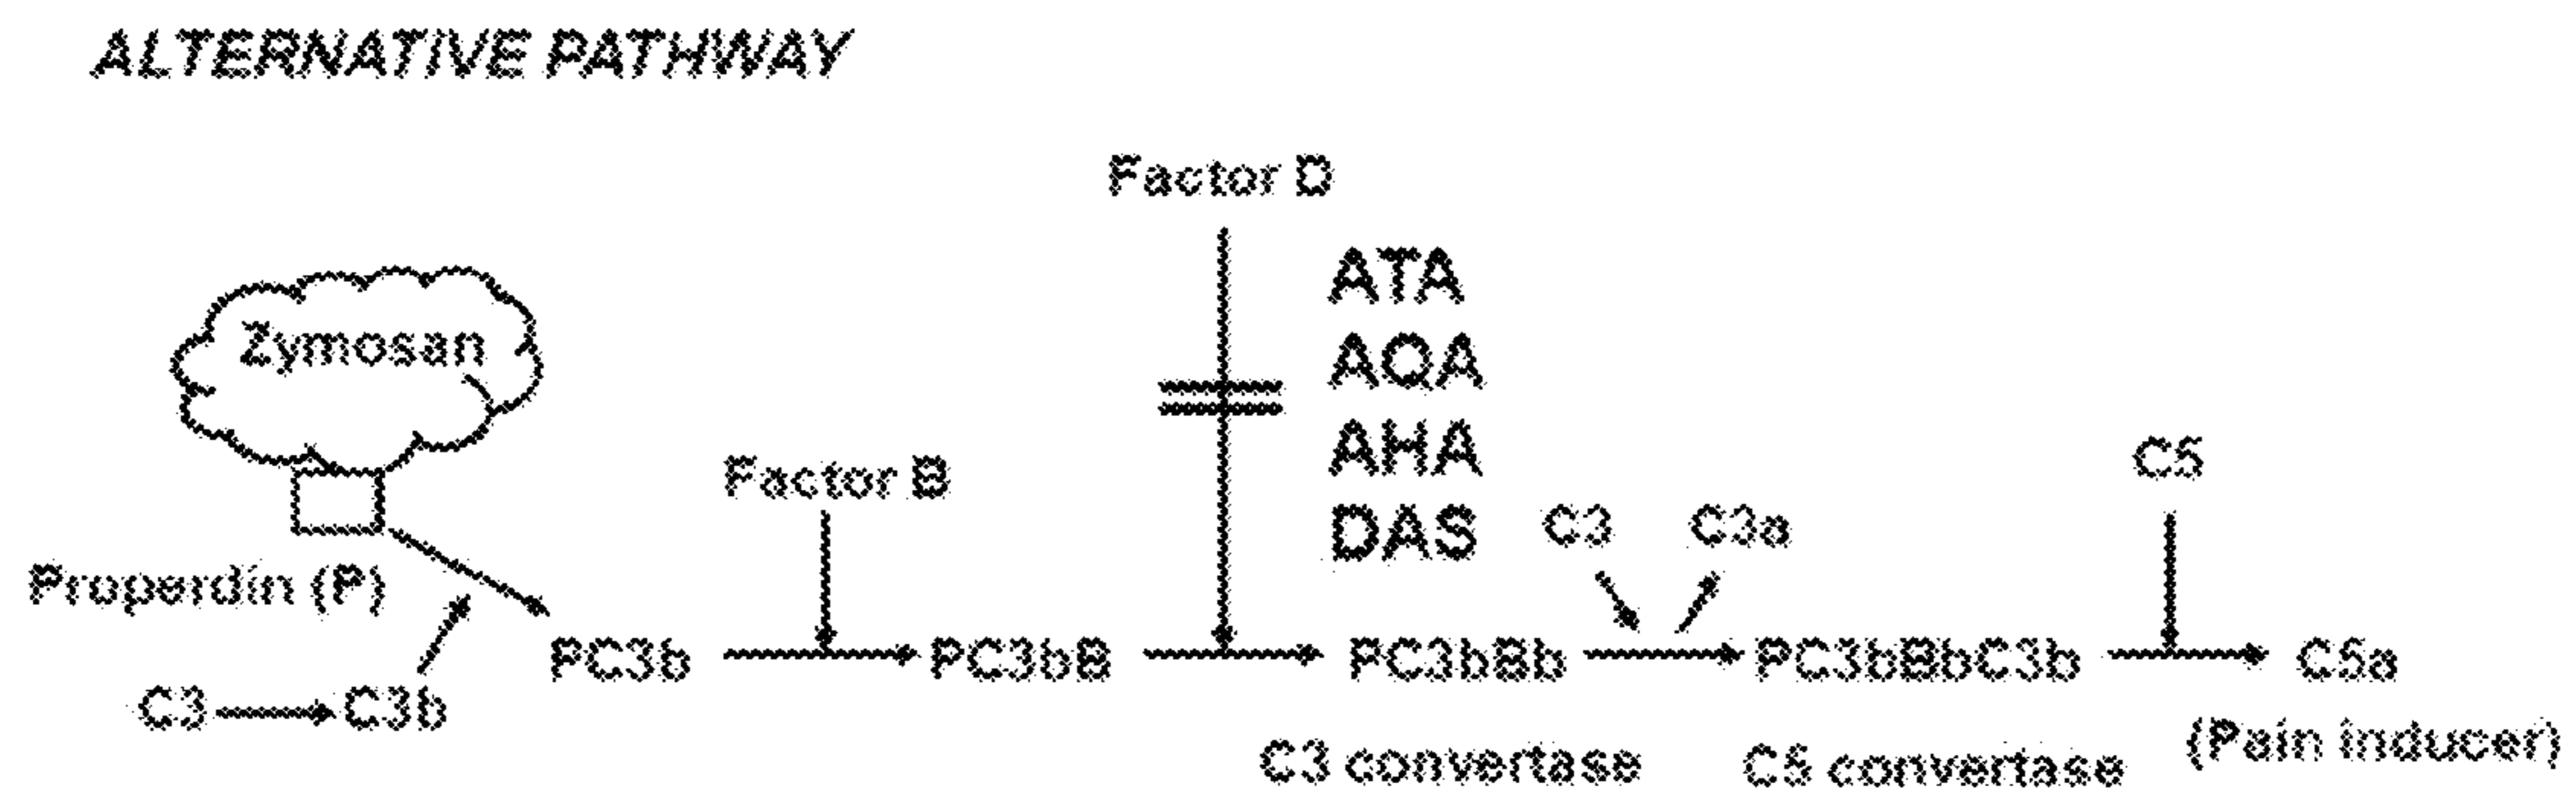 ALTERNATIVE PATHWAY
Factor D
ATA
AQA
AHA
DAS
Zymosan
Factor B
C5
C3 C3a
Properdin (P)
PC3b PC3bB PC3bBb PC3bBbC3b C5a
C3 C3b
C3 convertase C5 convertase (Pain inducer)